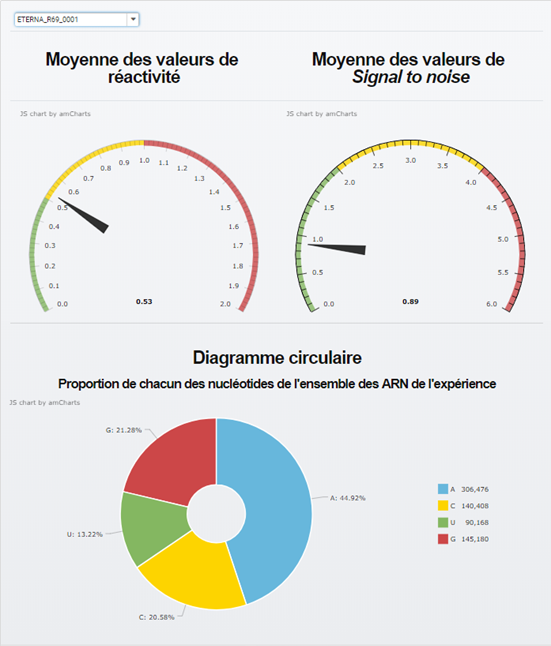 ETERNA_R69_0001
Moyenne des valeurs de
réactivité
Moyenne des valeurs de
Signal to noise
JS chart by amCharts
0.0
0.1
0.2
0.3
0.4
0.5
0.6
0.7
0.8
0.9
1.0
1.1
1.2
1.3
1.4
1.5
1.6
1.7
1.8
1.9
2.0
0.53
JS chart by amCharts
0.0
0.5
1.0
1.5
2.0
2.5
3.0
3.5
4.0
4.5
5.0
5.5
6.0
0.89
Diagramme circulaire
Proportion de chacun des nucléotides de l'ensemble des ARN de l'expérience
JS chart by amCharts
G: 21.28%
A: 44.92%
U: 13.22%
C: 20.58%
A 306,476
C 140,408
U 90,168
G 145,180